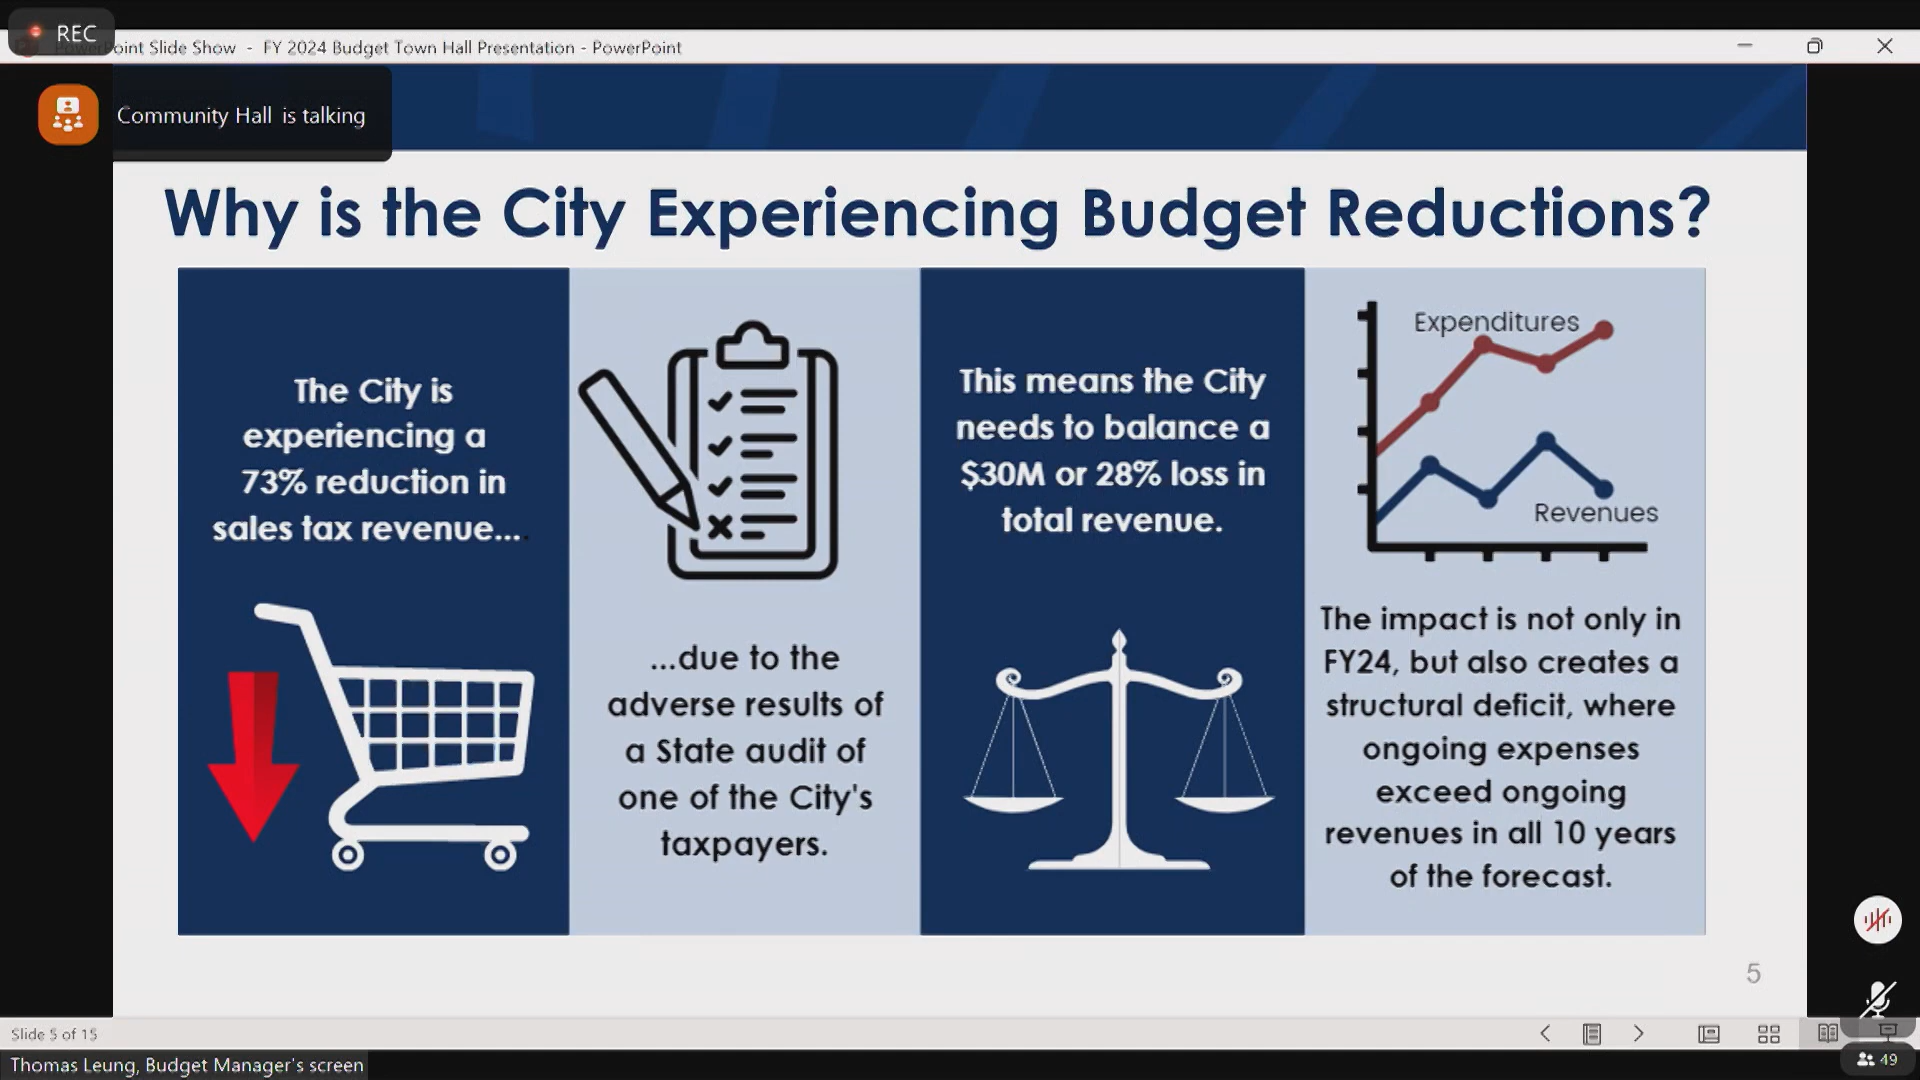 REC
PowerPoint Slide Show - FY 2024 Budget Town Hall Presentation - PowerPoint
Community Hall is talking
Why is the City Experiencing Budget Reductions?
The City is
experiencing a
73% reduction in
sales tax revenue...
...due to the
adverse results of
a State audit of
one of the City's
taxpayers.
This means the City
needs to balance a
$30M or 28% loss in
total revenue.
Expenditures
Revenues
The impact is not only in
FY24, but also creates a
structural deficit, where
ongoing expenses
exceed ongoing
revenues in all 10 years
of the forecast.
5
Slide 5 of 15
Thomas Leung, Budget Manager's screen
49